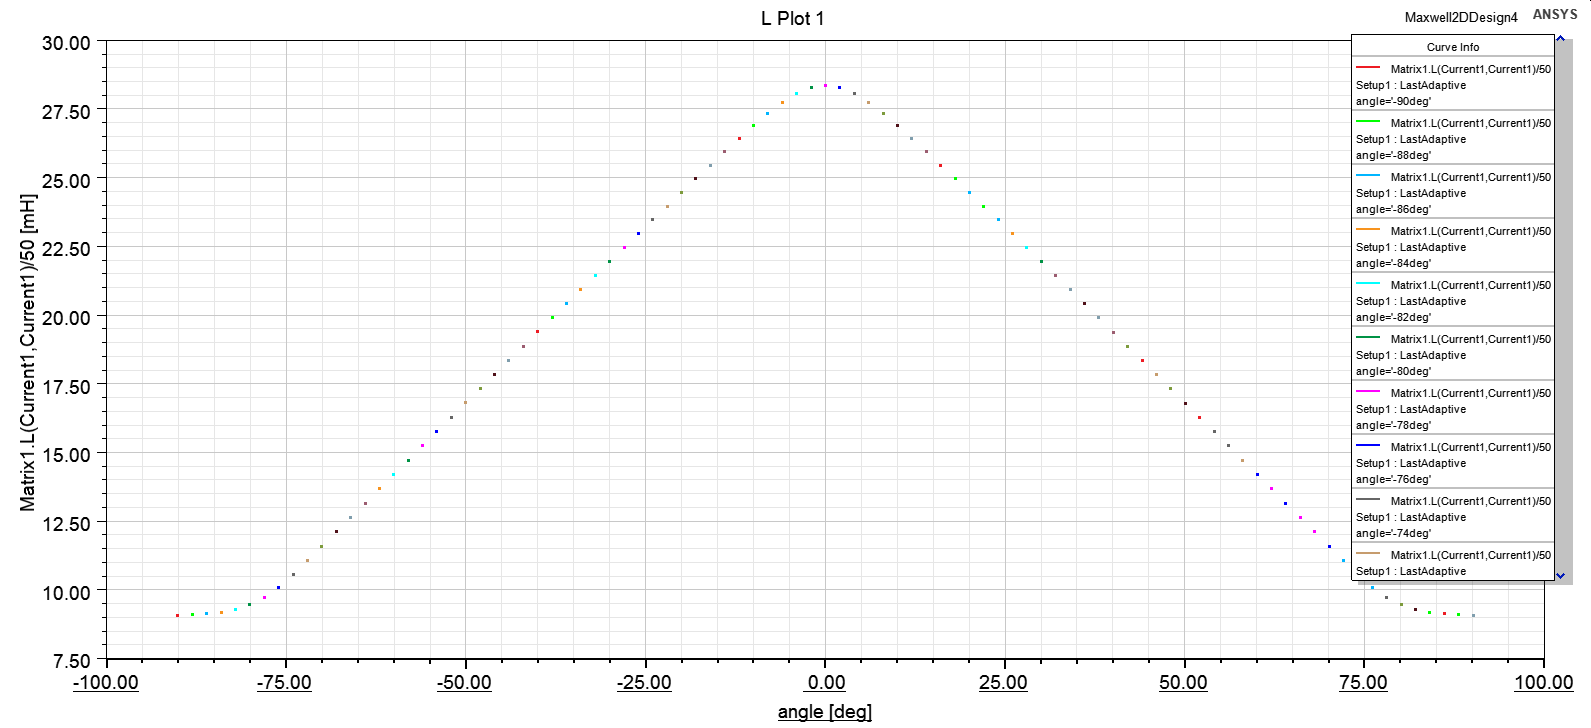 L Plot 1
Maxwell2DDesign4 ANSYS
Curve Info
Matrix1.L(Current1,Current1)/50
Setup1 : LastAdaptive
angle='-90deg'
Matrix1.L(Current1,Current1)/50
Setup1 : LastAdaptive
angle='-88deg'
Matrix1.L(Current1,Current1)/50
Setup1 : LastAdaptive
angle='-86deg'
Matrix1.L(Current1,Current1)/50
Setup1 : LastAdaptive
angle='-84deg'
Matrix1.L(Current1,Current1)/50
Setup1 : LastAdaptive
angle='-82deg'
Matrix1.L(Current1,Current1)/50
Setup1 : LastAdaptive
angle='-80deg'
Matrix1.L(Current1,Current1)/50
Setup1 : LastAdaptive
angle='-78deg'
Matrix1.L(Current1,Current1)/50
Setup1 : LastAdaptive
angle='-76deg'
Matrix1.L(Current1,Current1)/50
Setup1 : LastAdaptive
angle='-74deg'
Matrix1.L(Current1,Current1)/50
Setup1 : LastAdaptive
Matrix1.L(Current1,Current1)/50 [mH]
30.00
27.50
25.00
22.50
20.00
17.50
15.00
12.50
10.00
7.50
-100.00 -75.00 -50.00 -25.00 0.00 25.00 50.00 75.00 100.00
angle [deg]